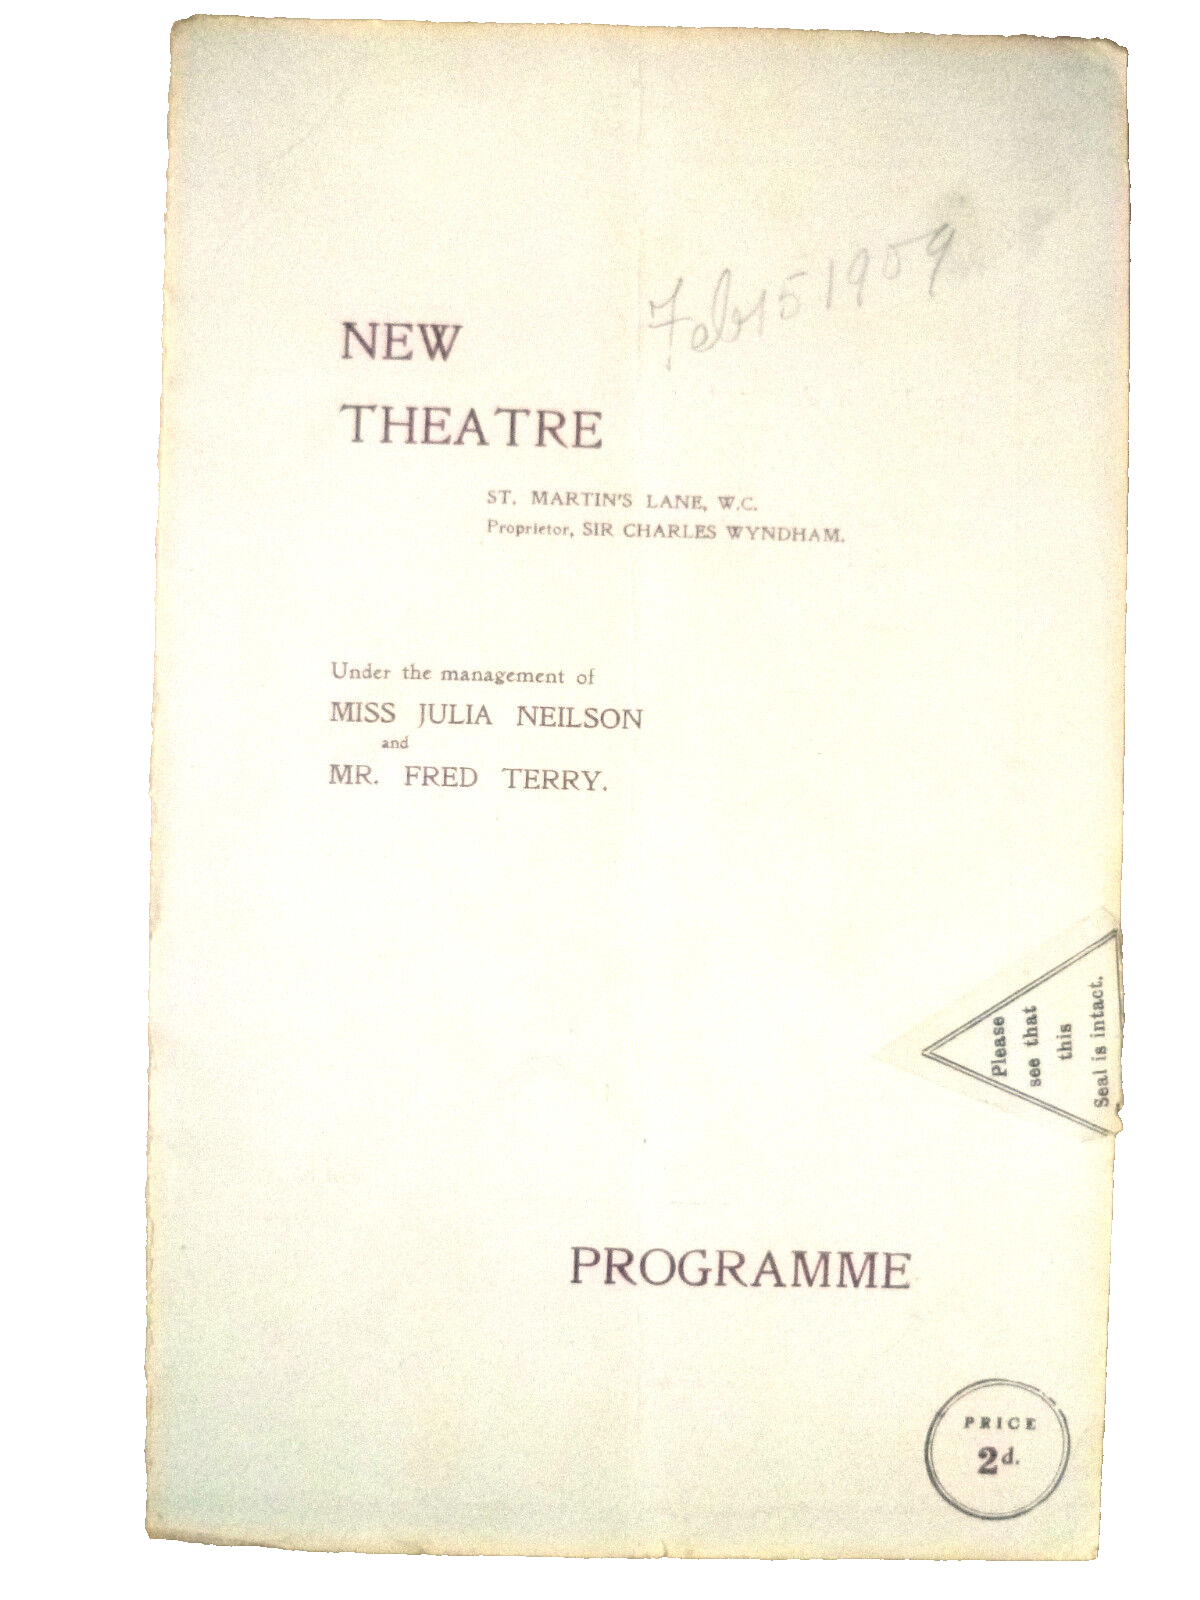 Feb 15 1909
NEW
THEATRE
ST. MARTIN'S LANE, W.C.
Proprietor, SIR CHARLES WYNDHAM.
Under the management of
MISS JULIA NEILSON
and
MR. FRED TERRY.
Please
see that
this
Seal is intact.
PROGRAMME
PRICE
2d.